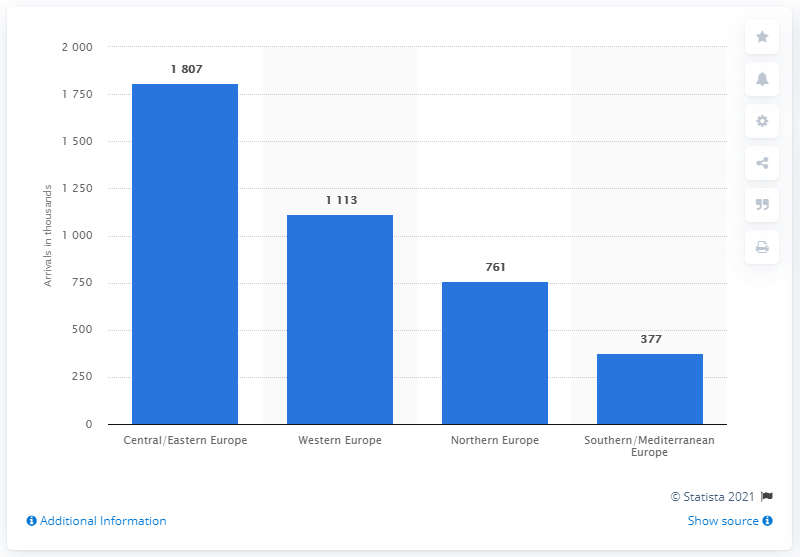 2 000
1 750
1 500
1 250
1 000
750
500
250
0
Arrivals in thousands
1 807
1 113
761
377
Central/Eastern Europe
Western Europe
Northern Europe
Southern/Mediterranean
Europe
© Statista 2021
Additional Information
Show source